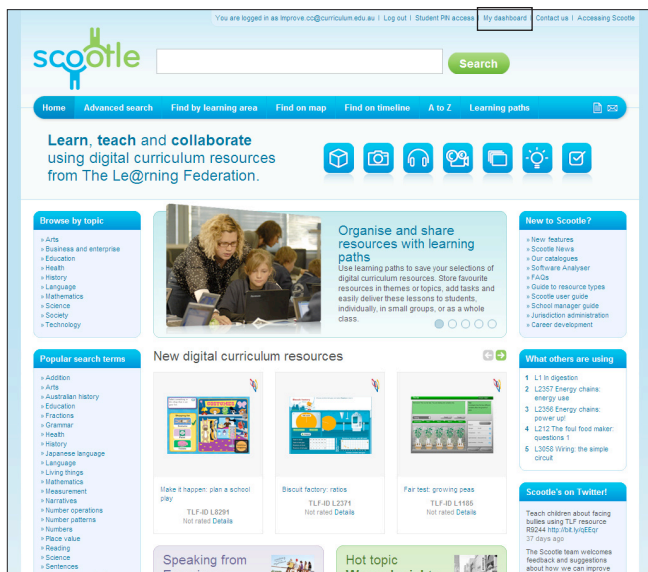 You are logged in as improve.cc@curriculum.edu.au | Log out | Student PIN access | My dashboard | Contact us | Accessing Scootle
scootle
Search
Home Advanced search Find by learning area Find on map Find on timeline A to Z Learning paths
Learn, teach and collaborate
using digital curriculum resources
from The Le@rning Federation.
Browse by topic
» Arts
» Business and enterprise
» Education
» Health
» History
» Language
» Mathematics
» Science
» Society
» Technology
Organise and share
resources with learning
paths
Use learning paths to save your selections of
digital curriculum resources. Store favourite
resources in themes or topics, add tasks and
easily deliver these lessons to students,
individually, in small groups, or as a whole
class.
New to Scootle?
» New features
» Scootle News
» Our catalogues
» Software Analyser
» FAQs
» Guide to resource types
» Scootle user guide
» School manager guide
» Jurisdiction administration
» Career development
Popular search terms
» Addition
» Arts
» Australian history
» Education
» Fractions
» Grammar
» Health
» History
» Japanese language
» Language
» Living things
» Mathematics
» Measurement
» Narratives
» Number operations
» Number patterns
» Numbers
» Place value
» Reading
» Science
» Sentences
New digital curriculum resources
Make it happen: plan a school
play
TLF-ID L8291
Not rated Details
Biscuit factory: ratios
TLF-ID L2371
Not rated Details
Fair test: growing peas
TLF-ID L1185
Not rated Details
Speaking from
Hot topic
What others are using
1 L1 In digestion
2 L2357 Energy chains:
energy use
3 L2356 Energy chains:
power up!
4 L212 The foul food maker:
questions 1
5 L3058 Wiring: the simple
circuit
Scootle's on Twitter!
Teach children about facing
bullies using TLF resource
R9244 http://bit.ly/qEEqr
37 days ago
The Scootle team welcomes
feedback and suggestions
about how we can improve